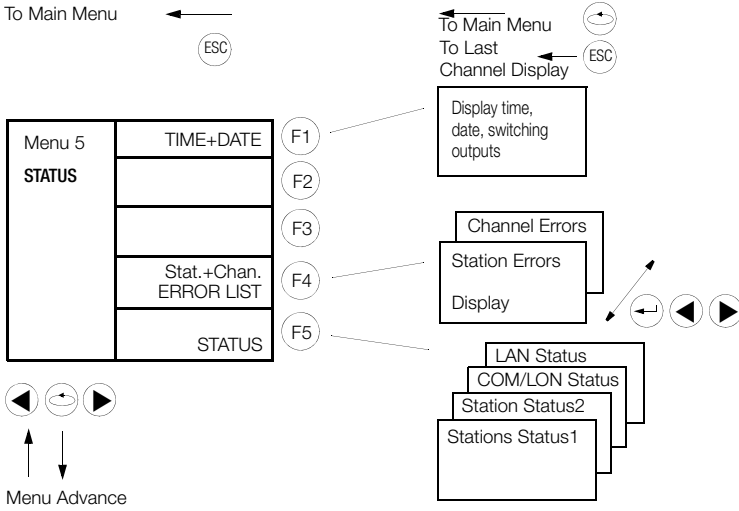 To Main Menu
ESC
To Main Menu
To Last
ESC
Channel Display
Display time,
date, switching
outputs
Menu 5
STATUS
TIME+DATE
F1
F2
F3
Stat.+Chan.
ERROR LIST
F4
STATUS
F5
Channel Errors
Station Errors
Display
LAN Status
COM/LON Status
Station Status2
Stations Status1
Menu Advance